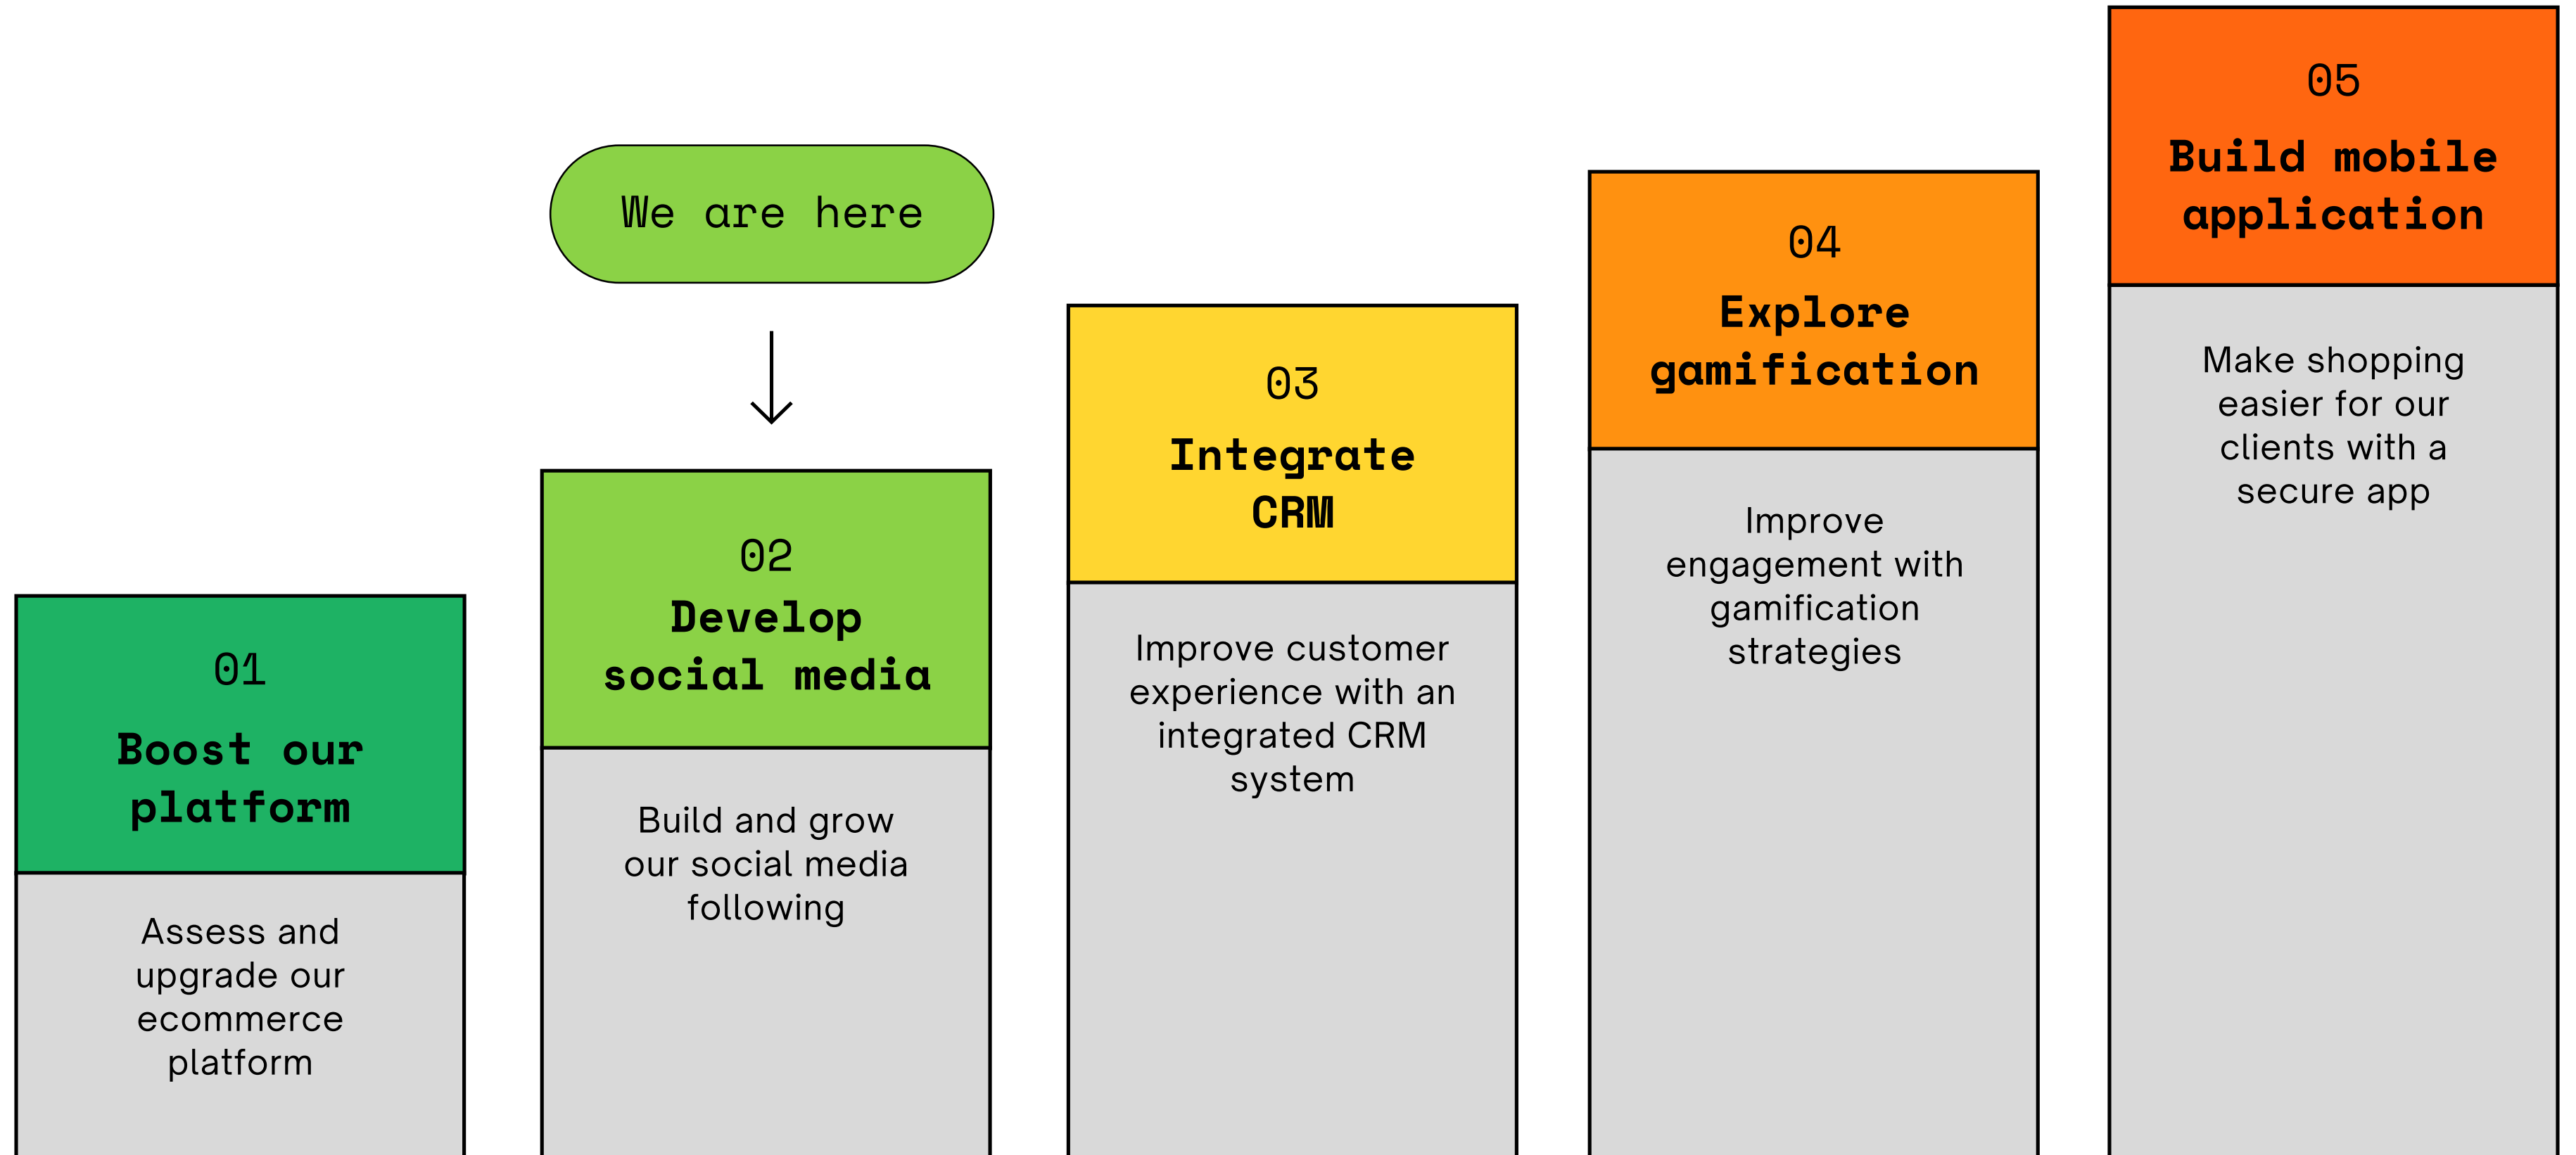 We are here
01
Boost our
platform
Assess and
upgrade our
ecommerce
platform
02
Develop
social media
Build and grow
our social media
following
03
Integrate
CRM
Improve customer
experience with an
integrated CRM
system
04
Explore
gamification
Improve
engagement with
gamification
strategies
05
Build mobile
application
Make shopping
easier for our
clients with a
secure app